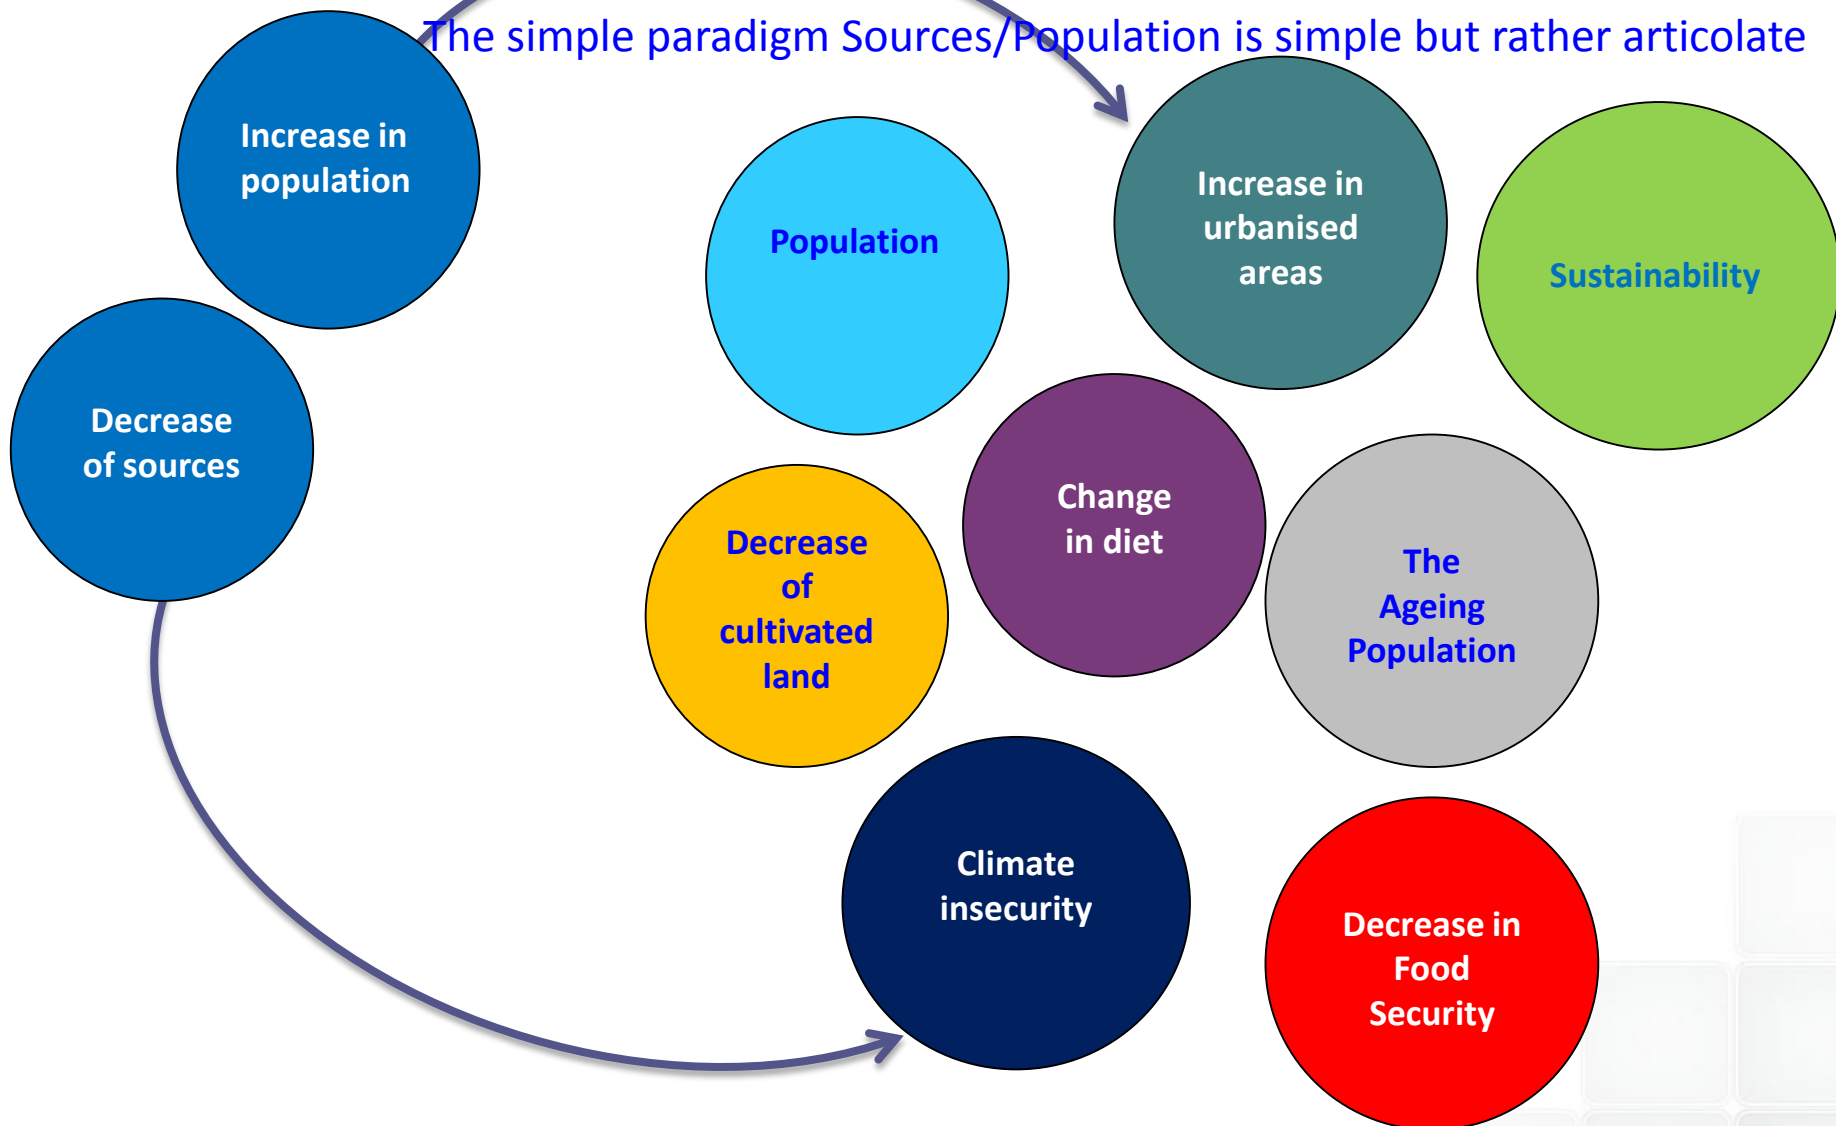 The simple paradigm Sources/Population is simple but rather articolate
Increase in
population
Decrease
of sources
Population
Increase in
urbanised
areas
Sustainability
Change
in diet
Decrease
of
cultivated
land
The
Ageing
Population
Climate
insecurity
Decrease in
Food
Security